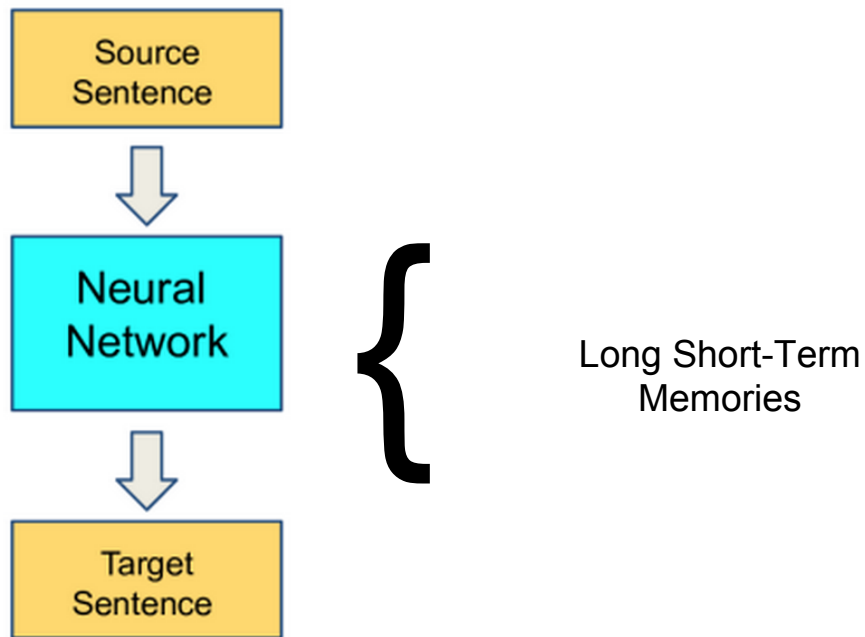 Source
Sentence
Neural
Network
{
Long Short-Term
Memories
Target
Sentence